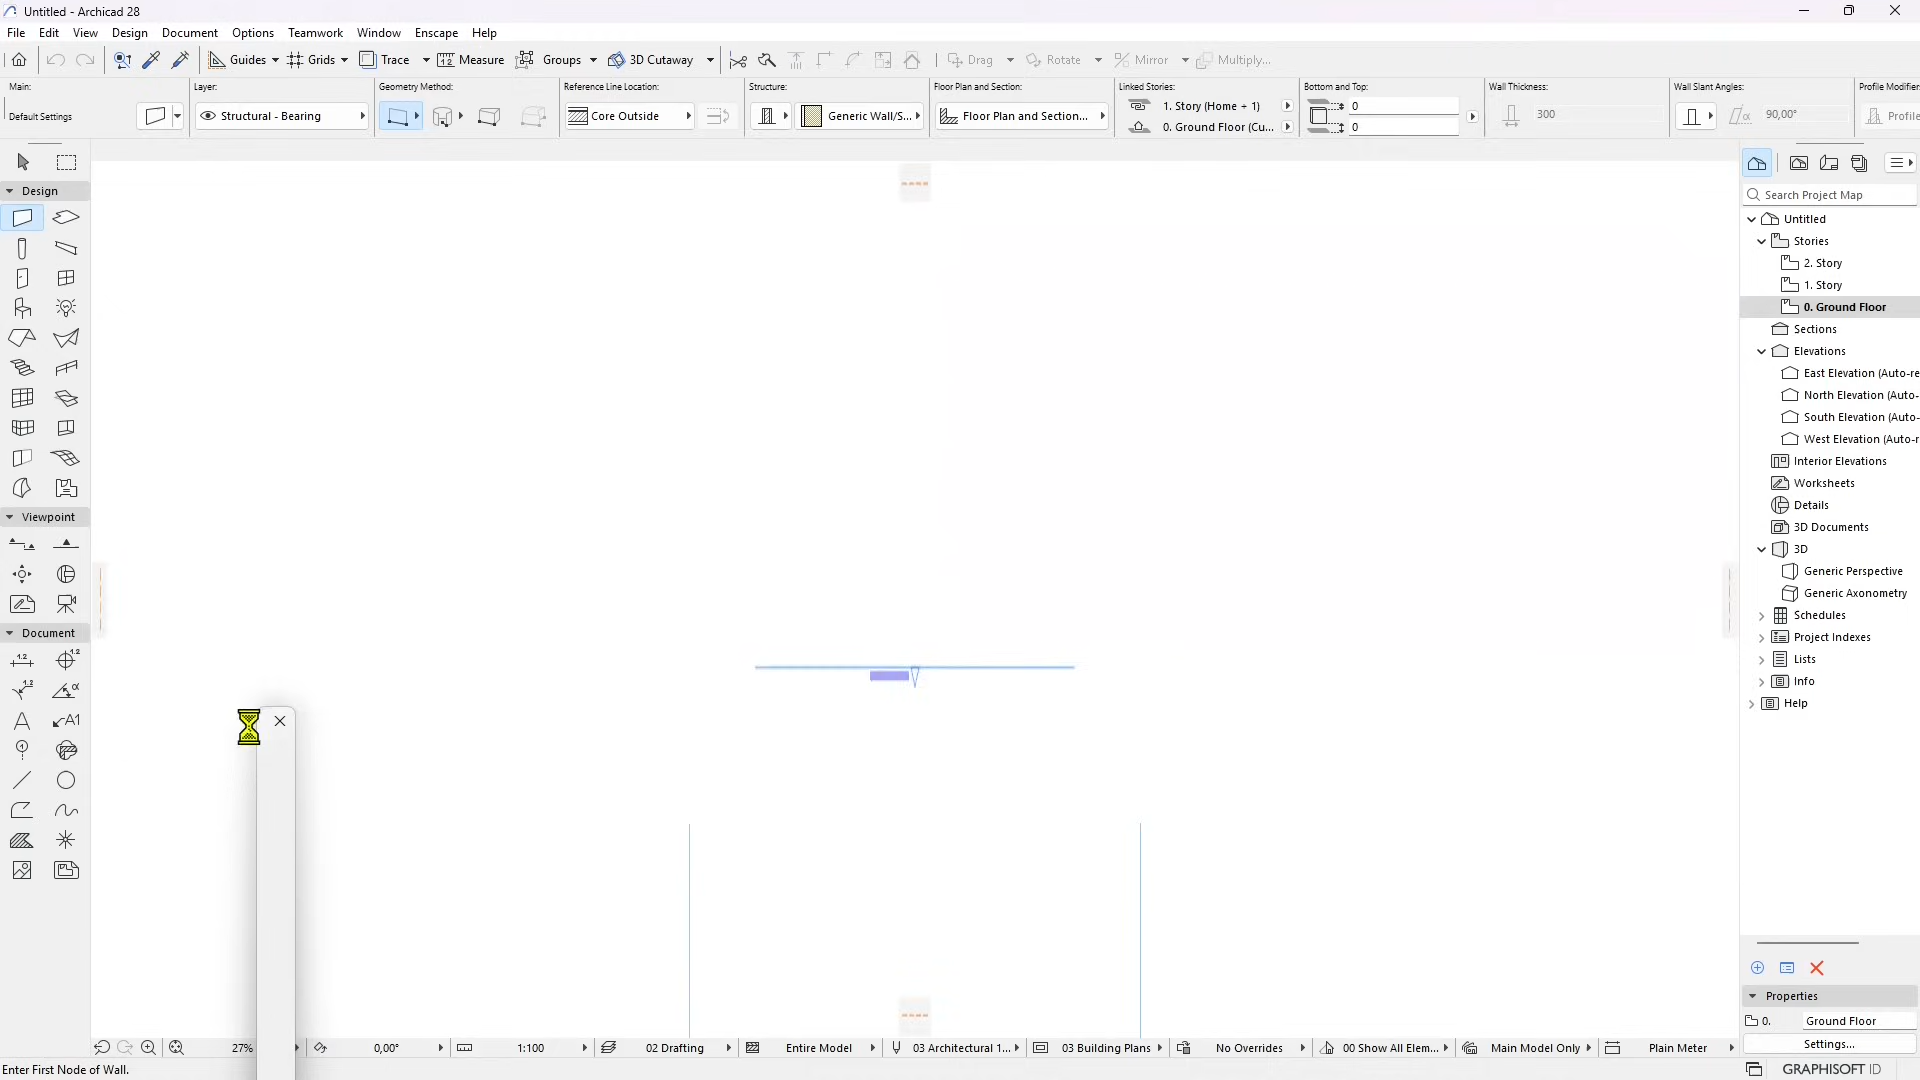 Untitled - Archicad 28
File Edit View Design Document Options Teamwork Window Enscape Help
Guides Grids Trace Measure Groups 3D Cutaway Drag Rotate Mirror Multiply...
Main: Layer: Geometry Method: Reference Line Location: Structure: Floor Plan and Section: Linked Stories: Bottom and Top: Wall Thickness: Wall Slant Angles: Profile Modifier
1. Story (Home + 1) 0
Default Settings Structural - Bearing Core Outside Generic Wall/S... Floor Plan and Section... 300 α 90,00° Profile
0. Ground Floor (Cu... 0
Design
Search Project Map
Untitled
Stories
2. Story
1. Story
0. Ground Floor
Sections
Elevations
East Elevation (Auto-re
North Elevation (Auto-
South Elevation (Auto-
West Elevation (Auto-r
Interior Elevations
Worksheets
Details
3D Documents
3D
Generic Perspective
Generic Axonometry
Schedules
Project Indexes
Lists
Info
Help
Viewpoint
Document
1.2 1.2
1.2 α
A A1
1
Properties
0. Ground Floor
Settings...
27% 0,00° 1:100 02 Drafting Entire Model 03 Architectural 1... 03 Building Plans No Overrides 00 Show All Elem... Main Model Only Plain Meter
Enter First Node of Wall.
GRAPHISOFT ID